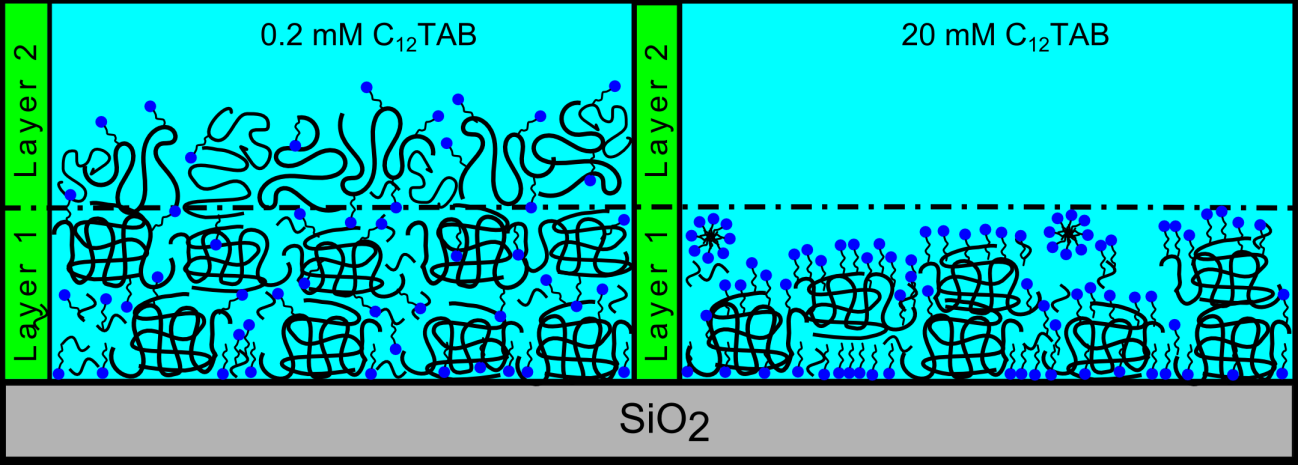 Layer 2
0.2 mM C₁₂TAB
Layer 2
20 mM C₁₂TAB
Layer 1
Layer 1
SiO₂